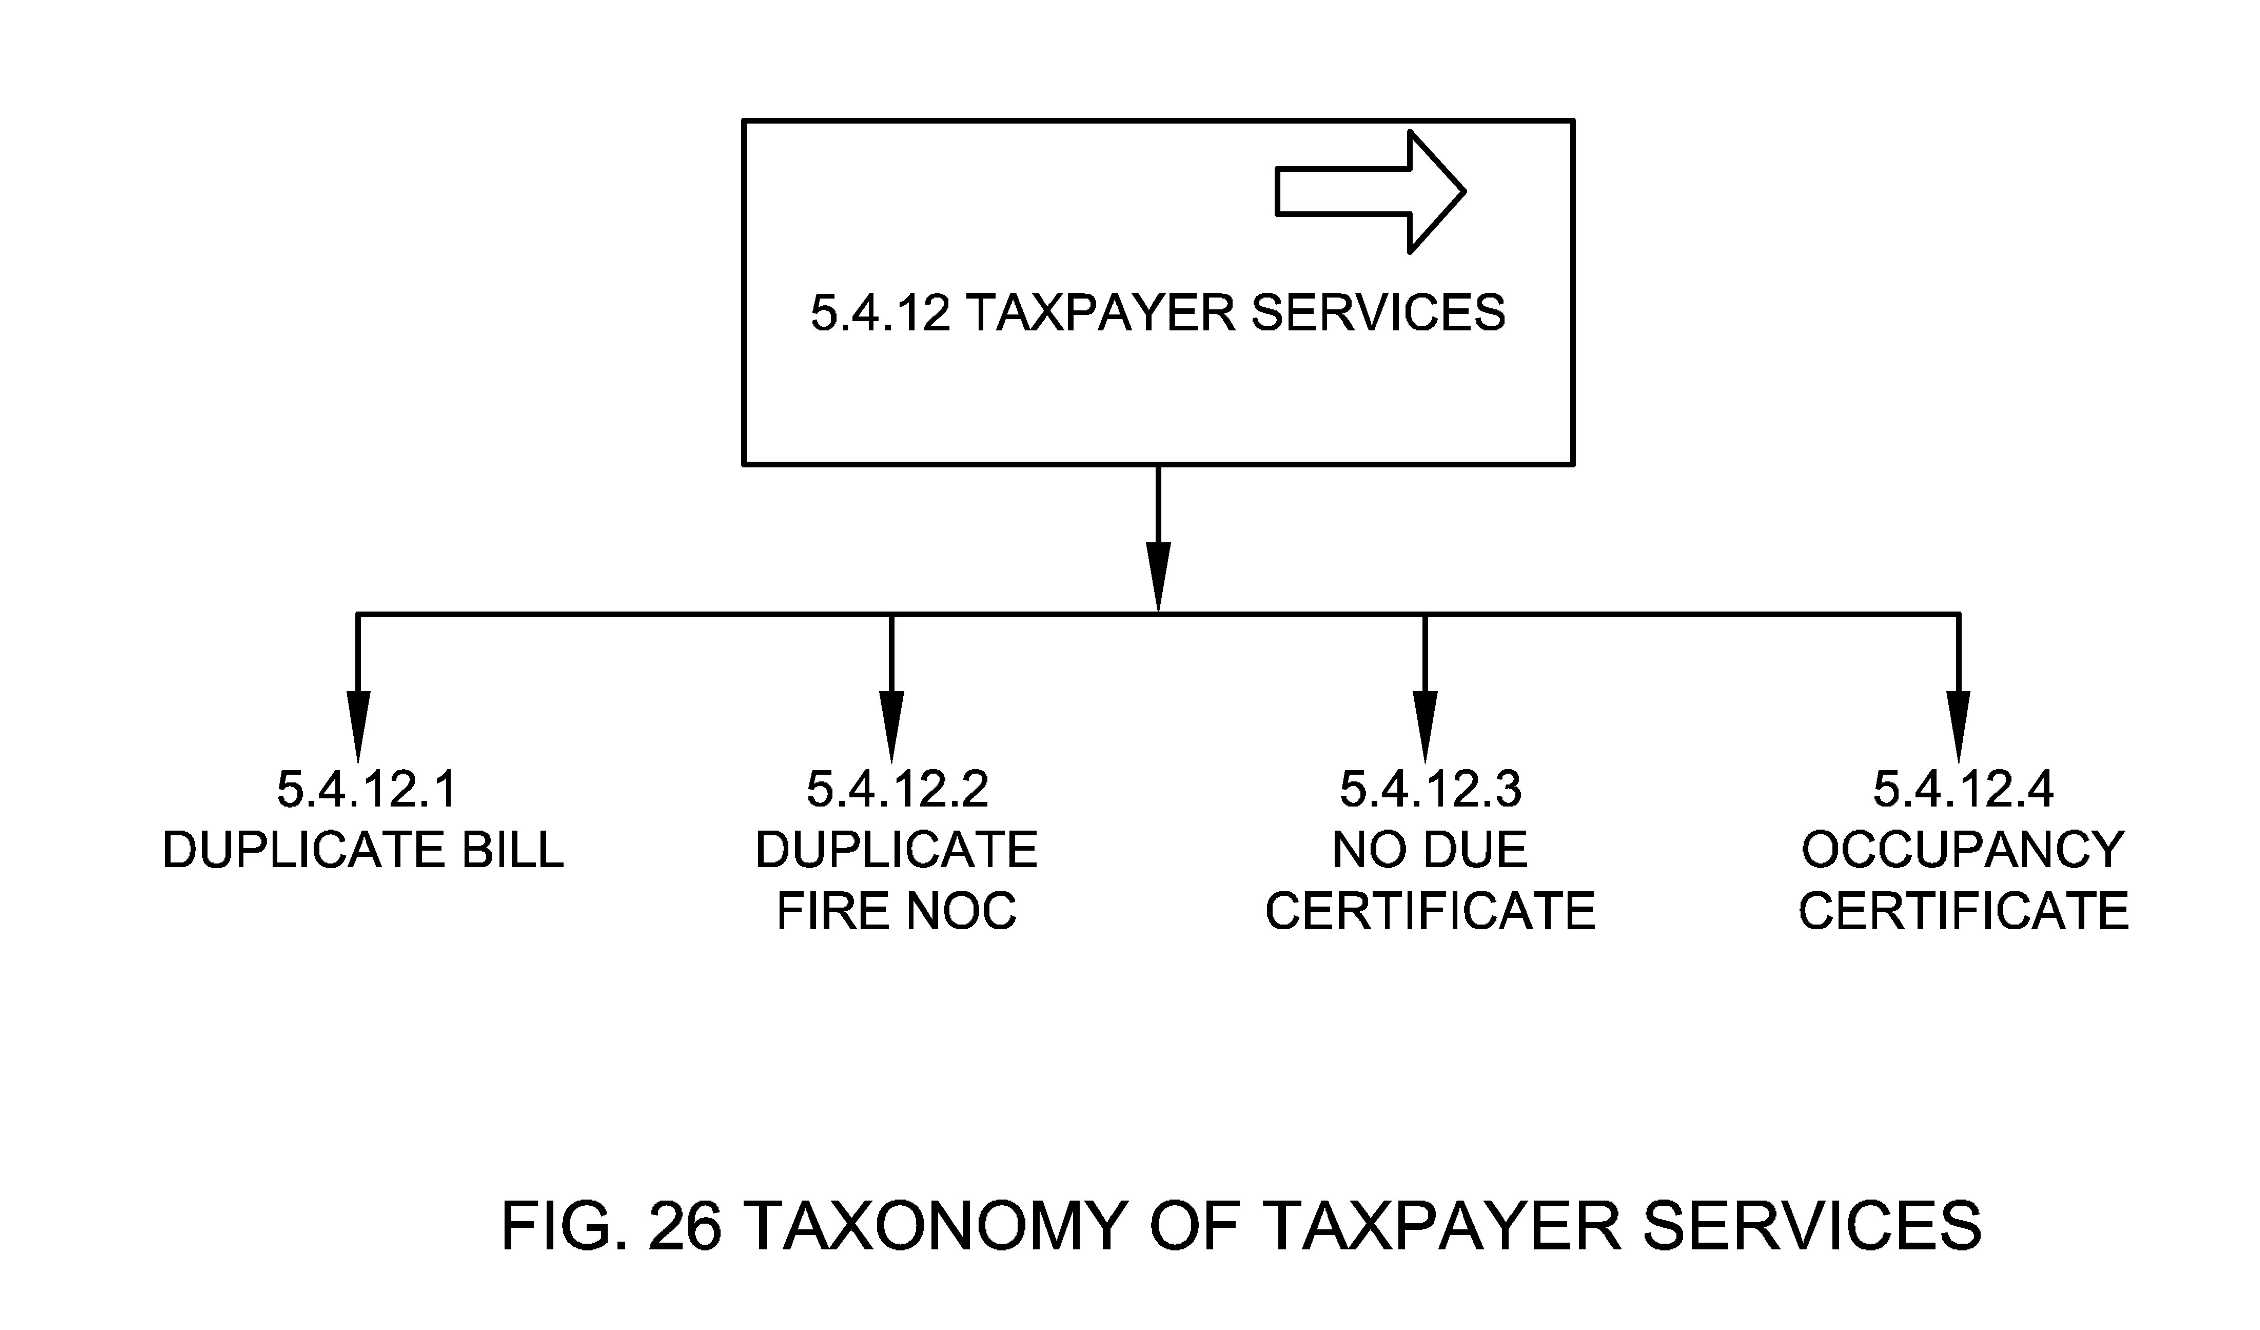 5.4.12 TAXPAYER SERVICES
5.4.12.1
DUPLICATE BILL
5.4.12.2
DUPLICATE
FIRE NOC
5.4.12.3
NO DUE
CERTIFICATE
5.4.12.4
OCCUPANCY
CERTIFICATE
FIG. 26 TAXONOMY OF TAXPAYER SERVICES